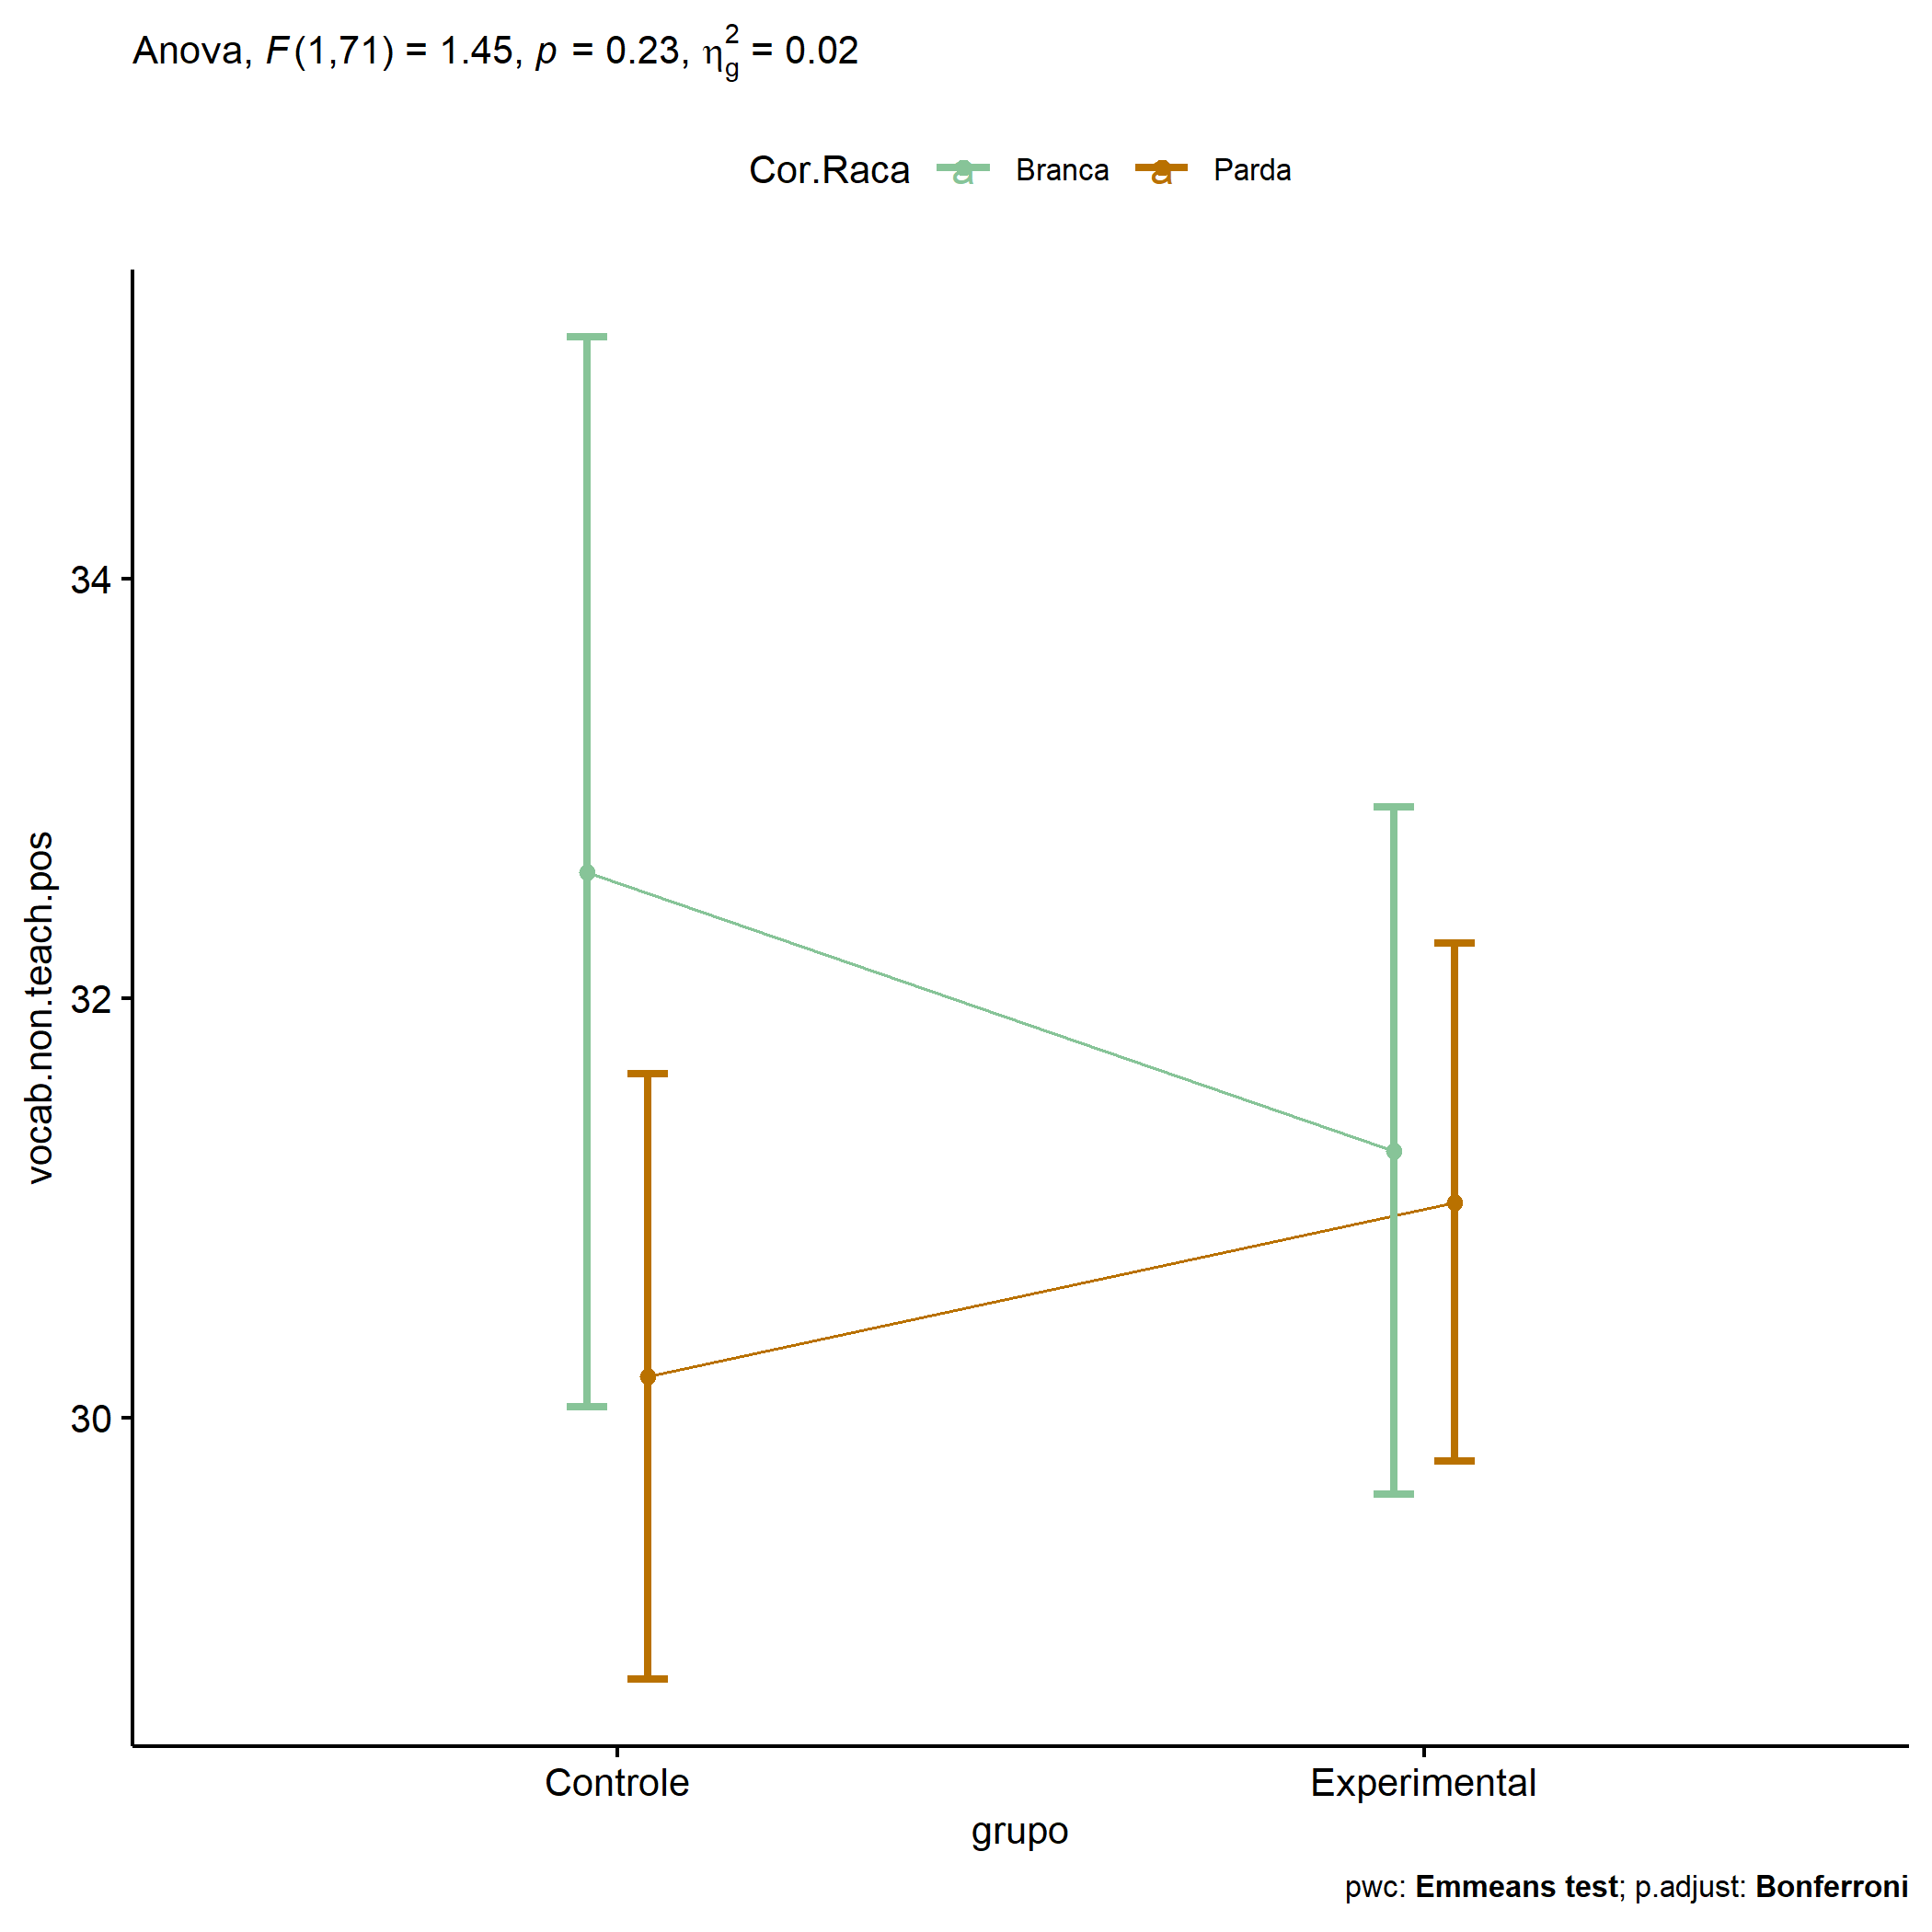 Anova, F(1,71) = 1.45, p = 0.23, η²g = 0.02
Cor.Raca a Branca a Parda
34
32
30
vocab.non.teach.pos
Controle Experimental
grupo
pwc: Emmeans test; p.adjust: Bonferroni